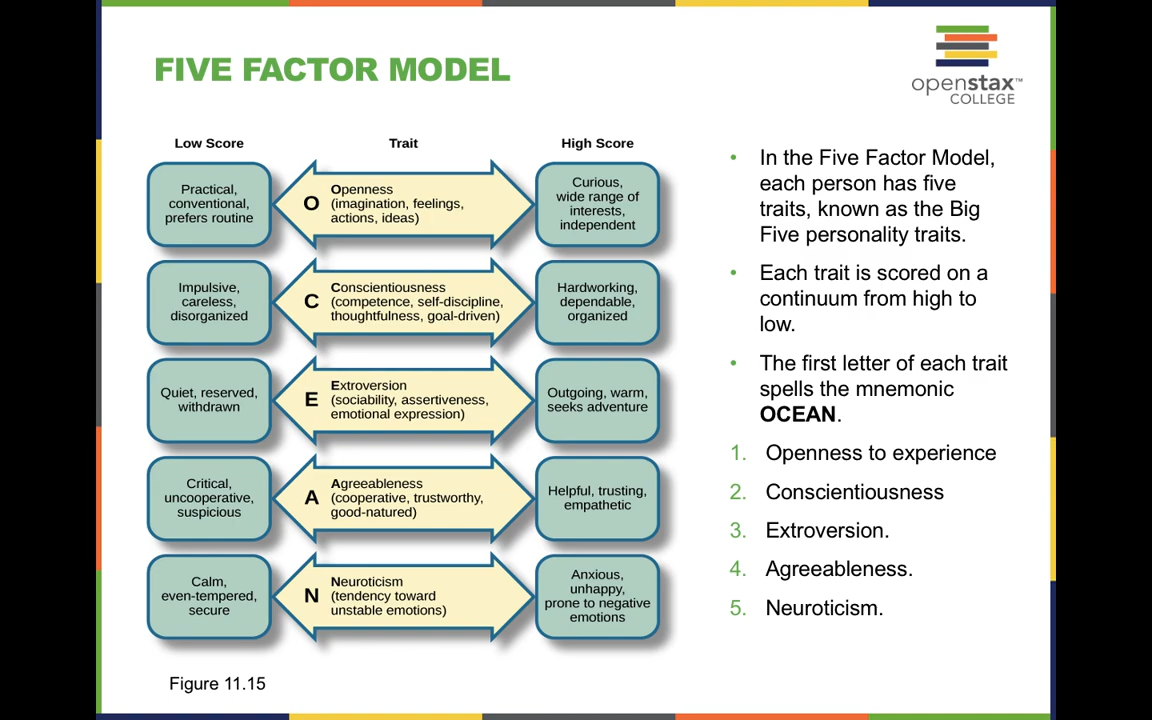 FIVE FACTOR MODEL
openstax™
COLLEGE
Low Score
Trait
High Score
Practical,
conventional,
prefers routine
O
Openness
(imagination, feelings,
actions, ideas)
Curious,
wide range of
interests,
independent
Impulsive,
careless,
disorganized
C
Conscientiousness
(competence, self-discipline,
thoughtfulness, goal-driven)
Hardworking,
dependable,
organized
Quiet, reserved,
withdrawn
E
Extroversion
(sociability, assertiveness,
emotional expression)
Outgoing, warm,
seeks adventure
Critical,
uncooperative,
suspicious
A
Agreeableness
(cooperative, trustworthy,
good-natured)
Helpful, trusting,
empathetic
Calm,
even-tempered,
secure
N
Neuroticism
(tendency toward
unstable emotions)
Anxious,
unhappy,
prone to negative
emotions
Figure 11.15
• In the Five Factor Model,
each person has five
traits, known as the Big
Five personality traits.
• Each trait is scored on a
continuum from high to
low.
• The first letter of each trait
spells the mnemonic
OCEAN.
1. Openness to experience
2. Conscientiousness
3. Extroversion.
4. Agreeableness.
5. Neuroticism.